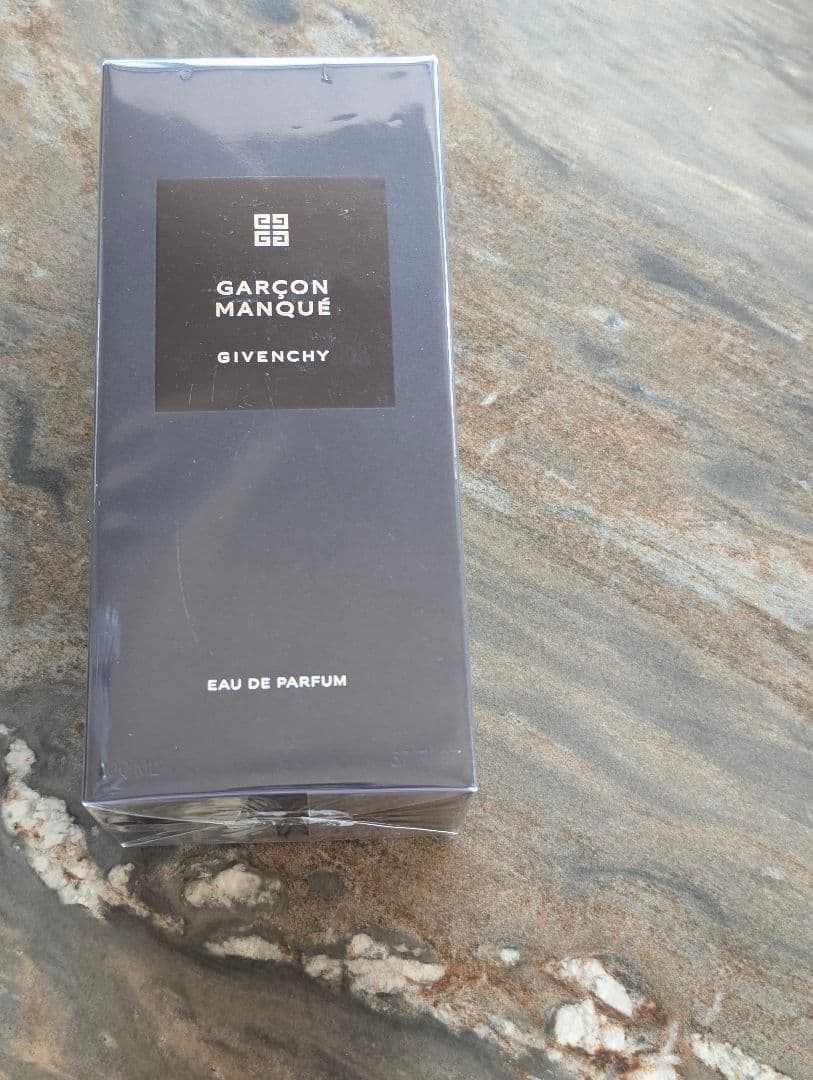 GARÇON
MANQUÉ
GIVENCHY
EAU DE PARFUM